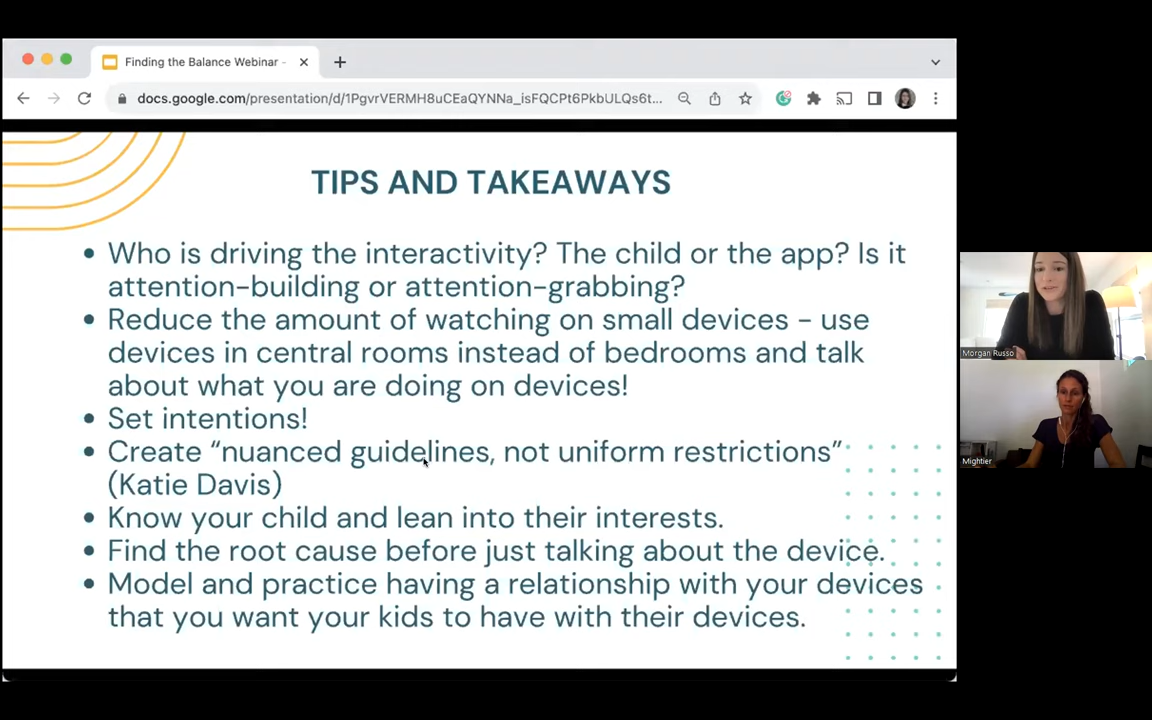 Finding the Balance Webinar -
docs.google.com/presentation/d/1PgvrVERMH8uCEaQYNNa_isFQCPt6PkbULQs6t...
TIPS AND TAKEAWAYS
• Who is driving the interactivity? The child or the app? Is it
attention-building or attention-grabbing?
• Reduce the amount of watching on small devices - use
devices in central rooms instead of bedrooms and talk
about what you are doing on devices!
• Set intentions!
• Create “nuanced guidelines, not uniform restrictions”
(Katie Davis)
• Know your child and lean into their interests.
• Find the root cause before just talking about the device.
• Model and practice having a relationship with your devices
that you want your kids to have with their devices.
Morgan Russo
Mightier